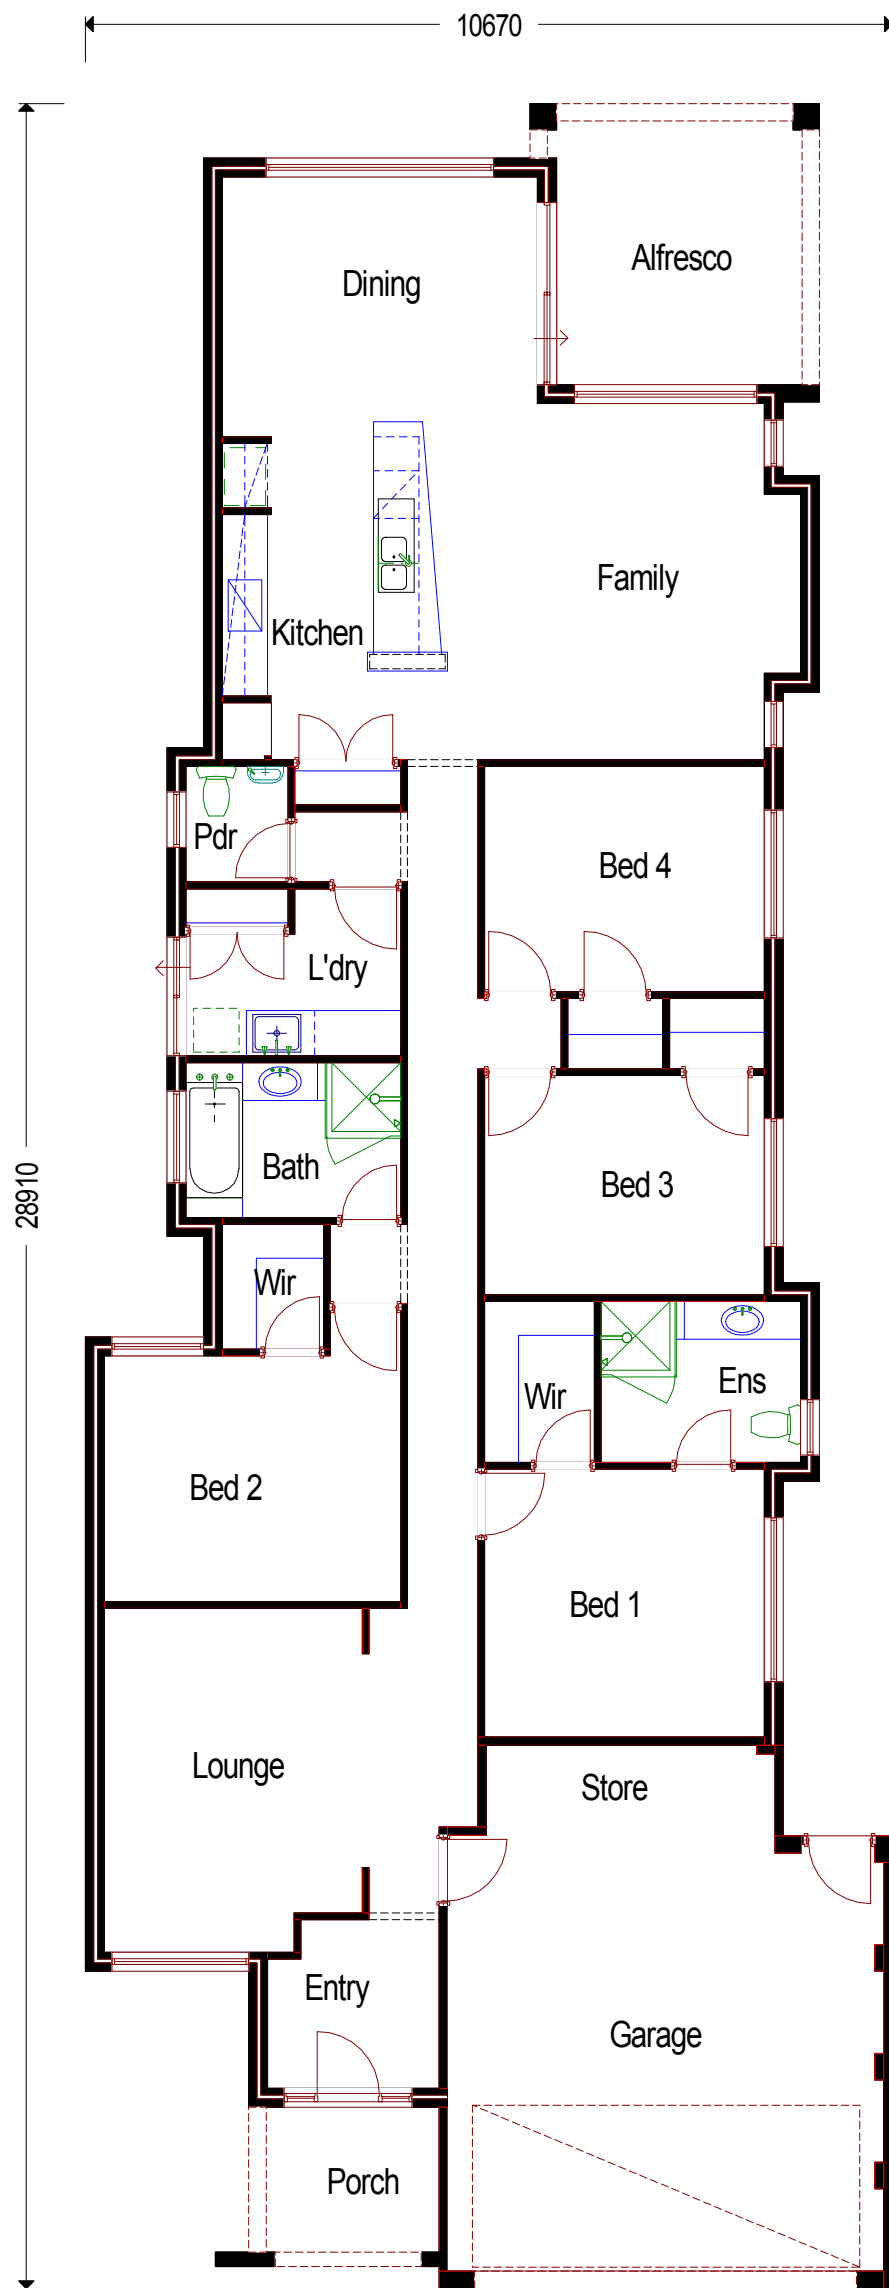 10670
Alfresco
Dining
Family
Kitchen
Pdr
Bed 4
L'dry
Bath
Bed 3
28910
Wir
Ens
Wir
Bed 2
Bed 1
Lounge
Store
Entry
Garage
Porch